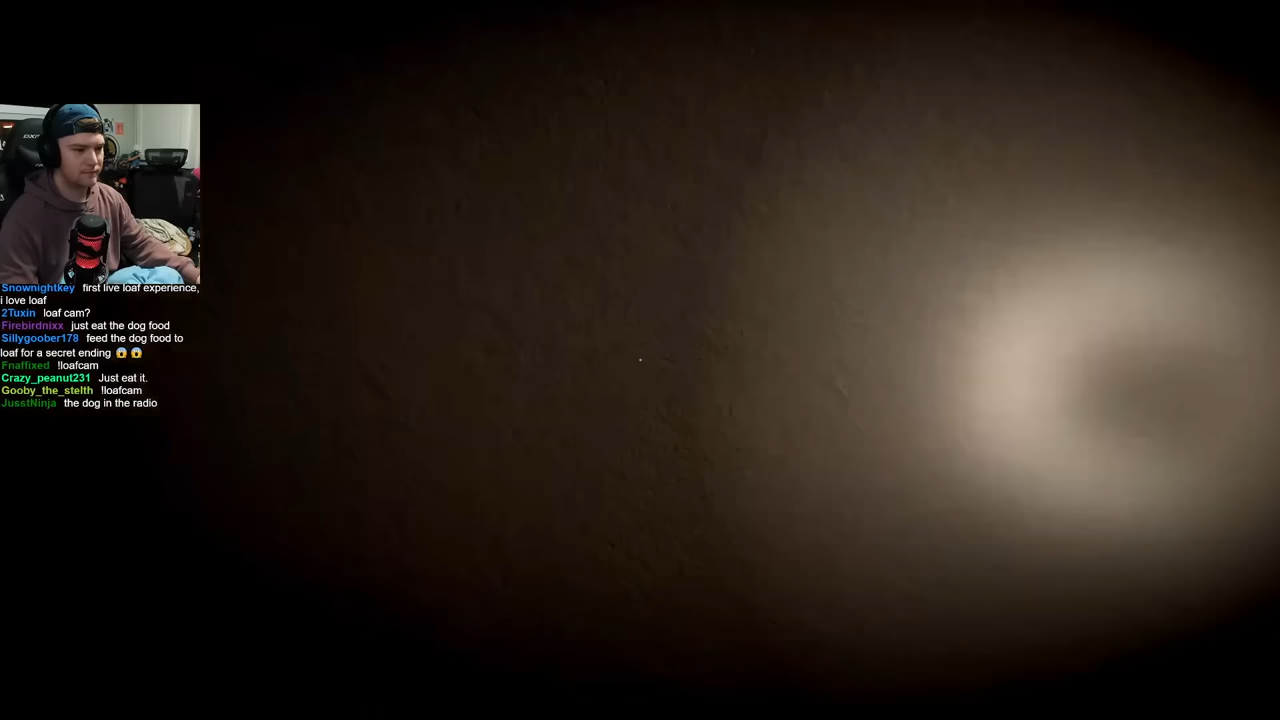 Snownightkey first live loaf experience,
i love loaf
2Tuxin loaf cam?
Firebirdnixx just eat the dog food
Sillygoober178 feed the dog food to
loaf for a secret ending 😱 😱
Fnaffixed !loafcam
Crazy_peanut231 Just eat it.
Gooby_the_stelth !loafcam
JusstNinja the dog in the radio